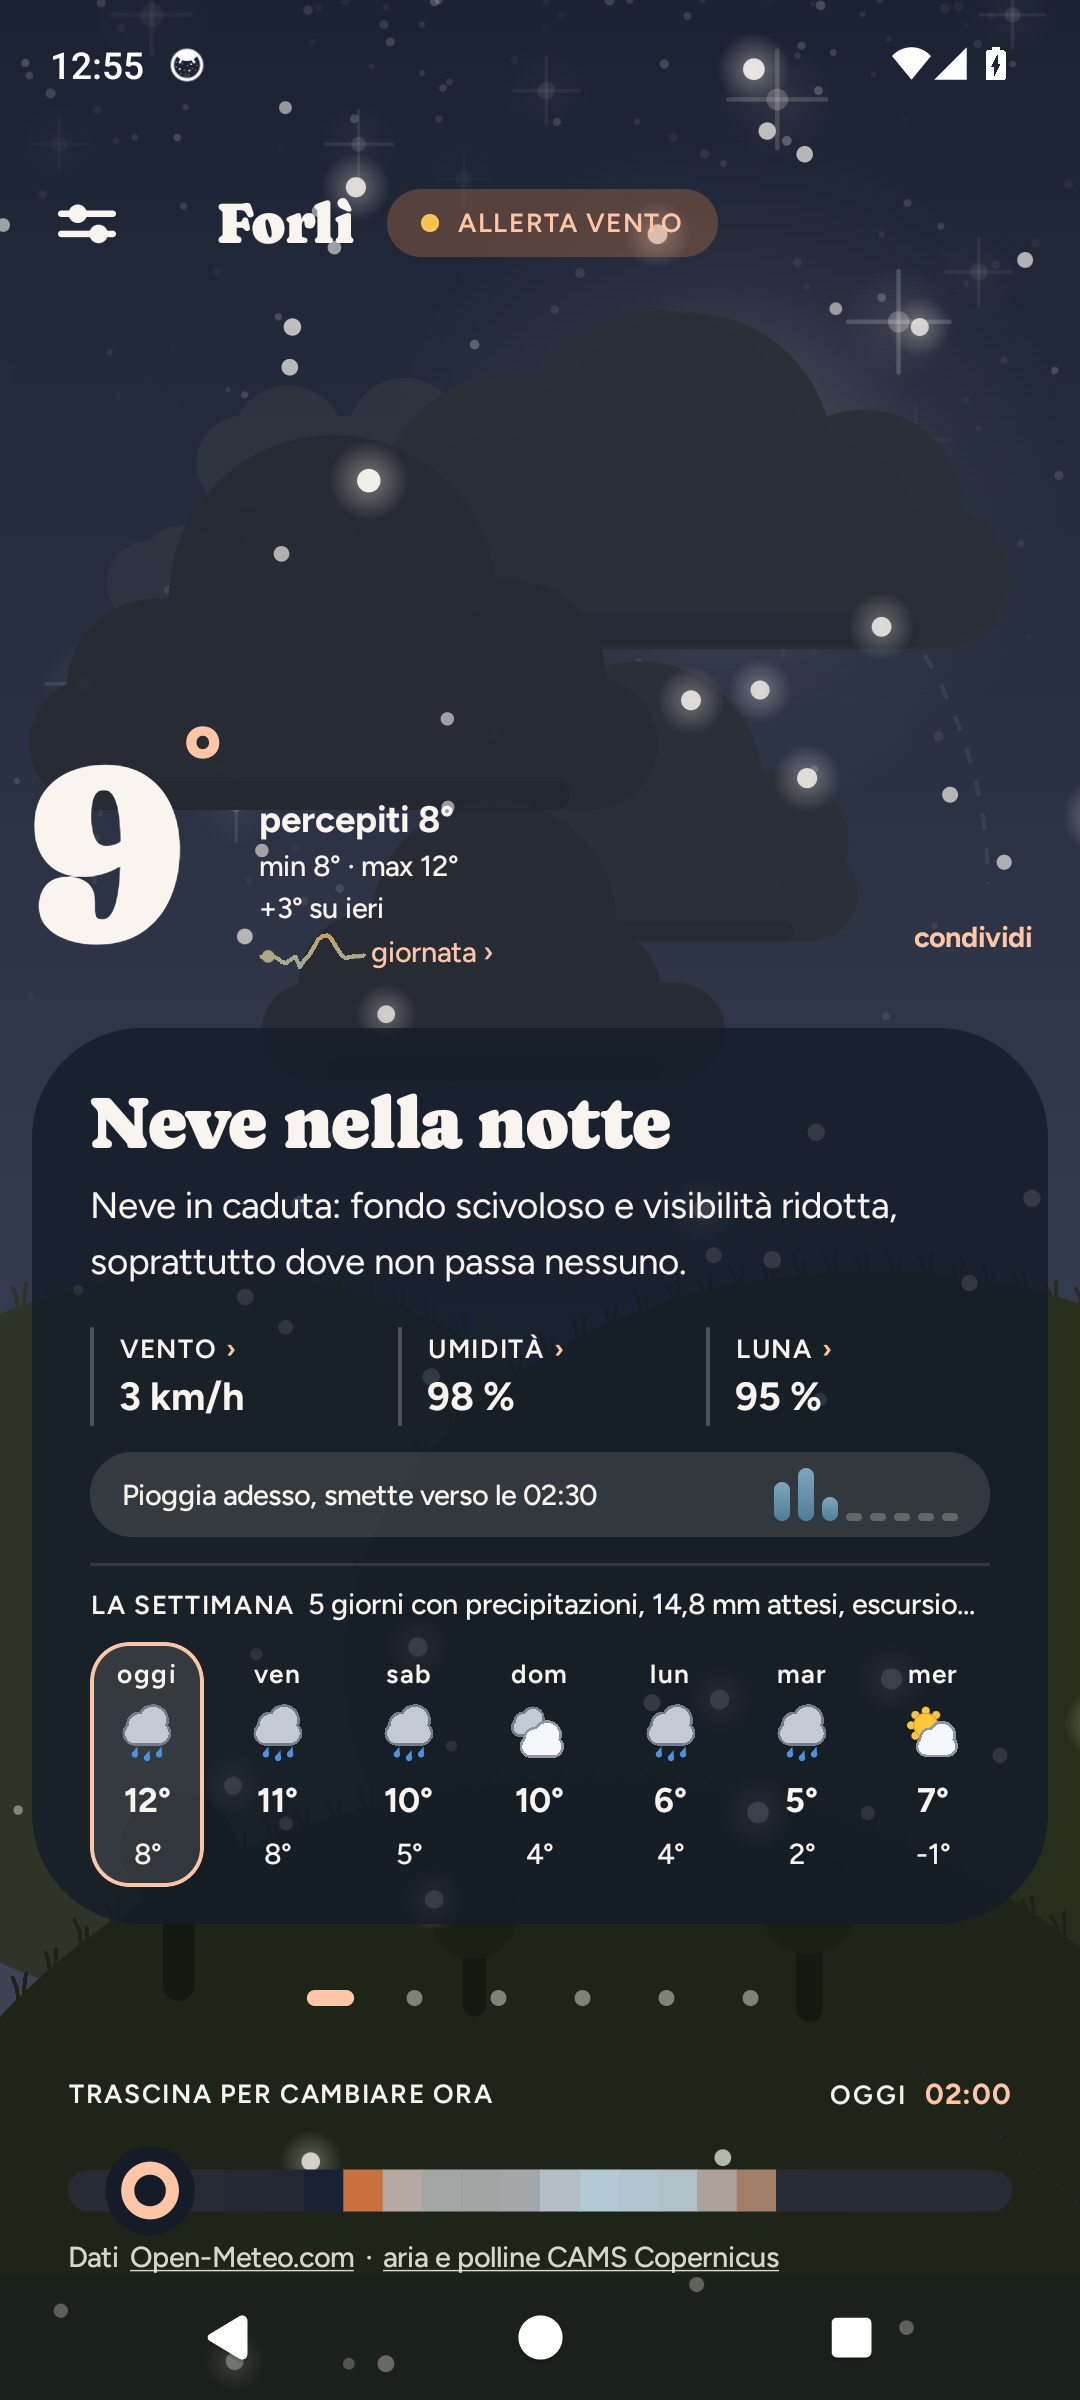 12:55
Forlì
ALLERTA VENTO
9°
percepiti 8°
min 8° · max 12°
+3° su ieri
giornata ›
condividi
Neve nella notte
Neve in caduta: fondo scivoloso e visibilità ridotta,
soprattutto dove non passa nessuno.
VENTO › UMIDITÀ › LUNA ›
3 km/h 98 % 95 %
Pioggia adesso, smette verso le 02:30
LA SETTIMANA 5 giorni con precipitazioni, 14,8 mm attesi, escursio...
oggi ven sab dom lun mar mer
12° 11° 10° 10° 6° 5° 7°
8° 8° 5° 4° 4° 2° -1°
TRASCINA PER CAMBIARE ORA OGGI 02:00
Dati Open-Meteo.com · aria e polline CAMS Copernicus